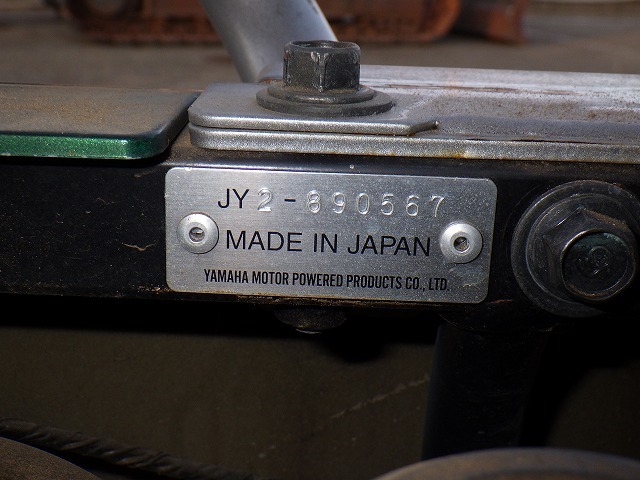 JY2-890567
MADE IN JAPAN
YAMAHA MOTOR POWERED PRODUCTS CO., LTD.